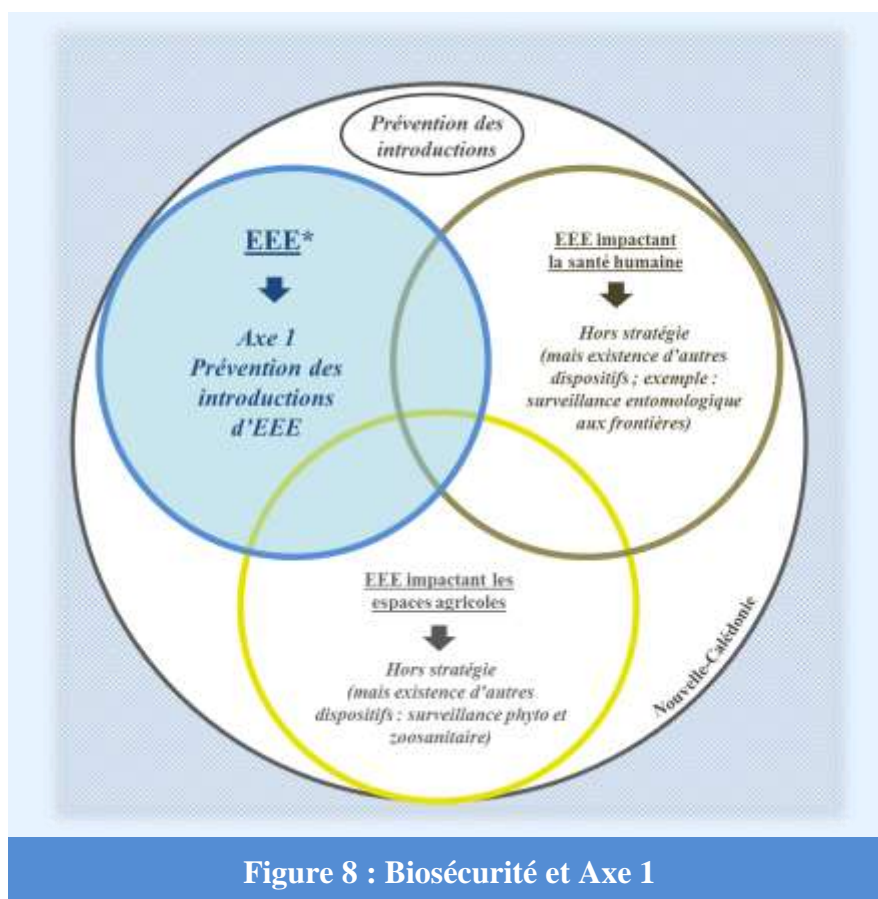 Prévention des
introductions
EEE*
Axe 1
Prévention des
introductions
d'EEE
EEE impactant
la santé humaine
Hors stratégie
(mais existence d'autres
dispositifs ; exemple :
surveillance entomologique
aux frontières)
EEE impactant les
espaces agricoles
Hors stratégie
(mais existence d'autres
dispositifs : surveillance phyto et
zoosanitaire)
Nouvelle-Calédonie
Figure 8 : Biosécurité et Axe 1